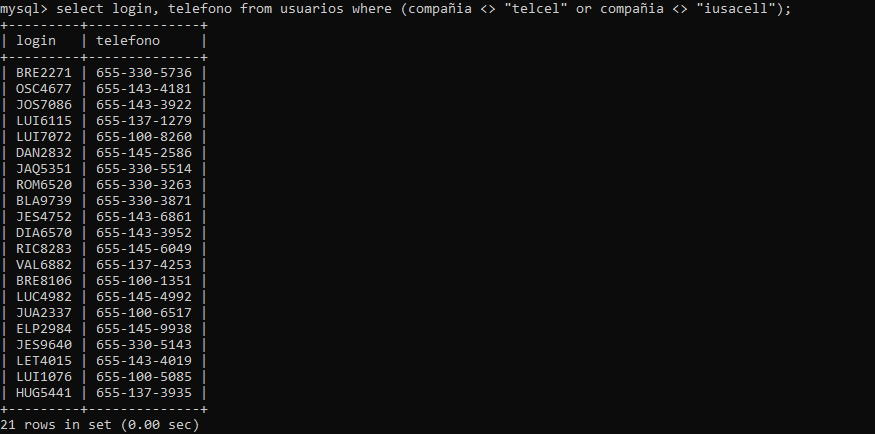 mysql> select login, telefono from usuarios where (compañia <> "telcel" or compañia <> "iusacell");
+---------+--------------+
| login   | telefono     |
+---------+--------------+
| BRE2271 | 655-330-5736 |
| OSC4677 | 655-143-4181 |
| JOS7086 | 655-143-3922 |
| LUI6115 | 655-137-1279 |
| LUI7072 | 655-100-8260 |
| DAN2832 | 655-145-2586 |
| JAQ5351 | 655-330-5514 |
| ROM6520 | 655-330-3263 |
| BLA9739 | 655-330-3871 |
| JES4752 | 655-143-6861 |
| DIA6570 | 655-143-3952 |
| RIC8283 | 655-145-6049 |
| VAL6882 | 655-137-4253 |
| BRE8106 | 655-100-1351 |
| LUC4982 | 655-145-4992 |
| JUA2337 | 655-100-6517 |
| ELP2984 | 655-145-9938 |
| JES9640 | 655-330-5143 |
| LET4015 | 655-143-4019 |
| LUI1076 | 655-100-5085 |
| HUG5441 | 655-137-3935 |
+---------+--------------+
21 rows in set (0.00 sec)